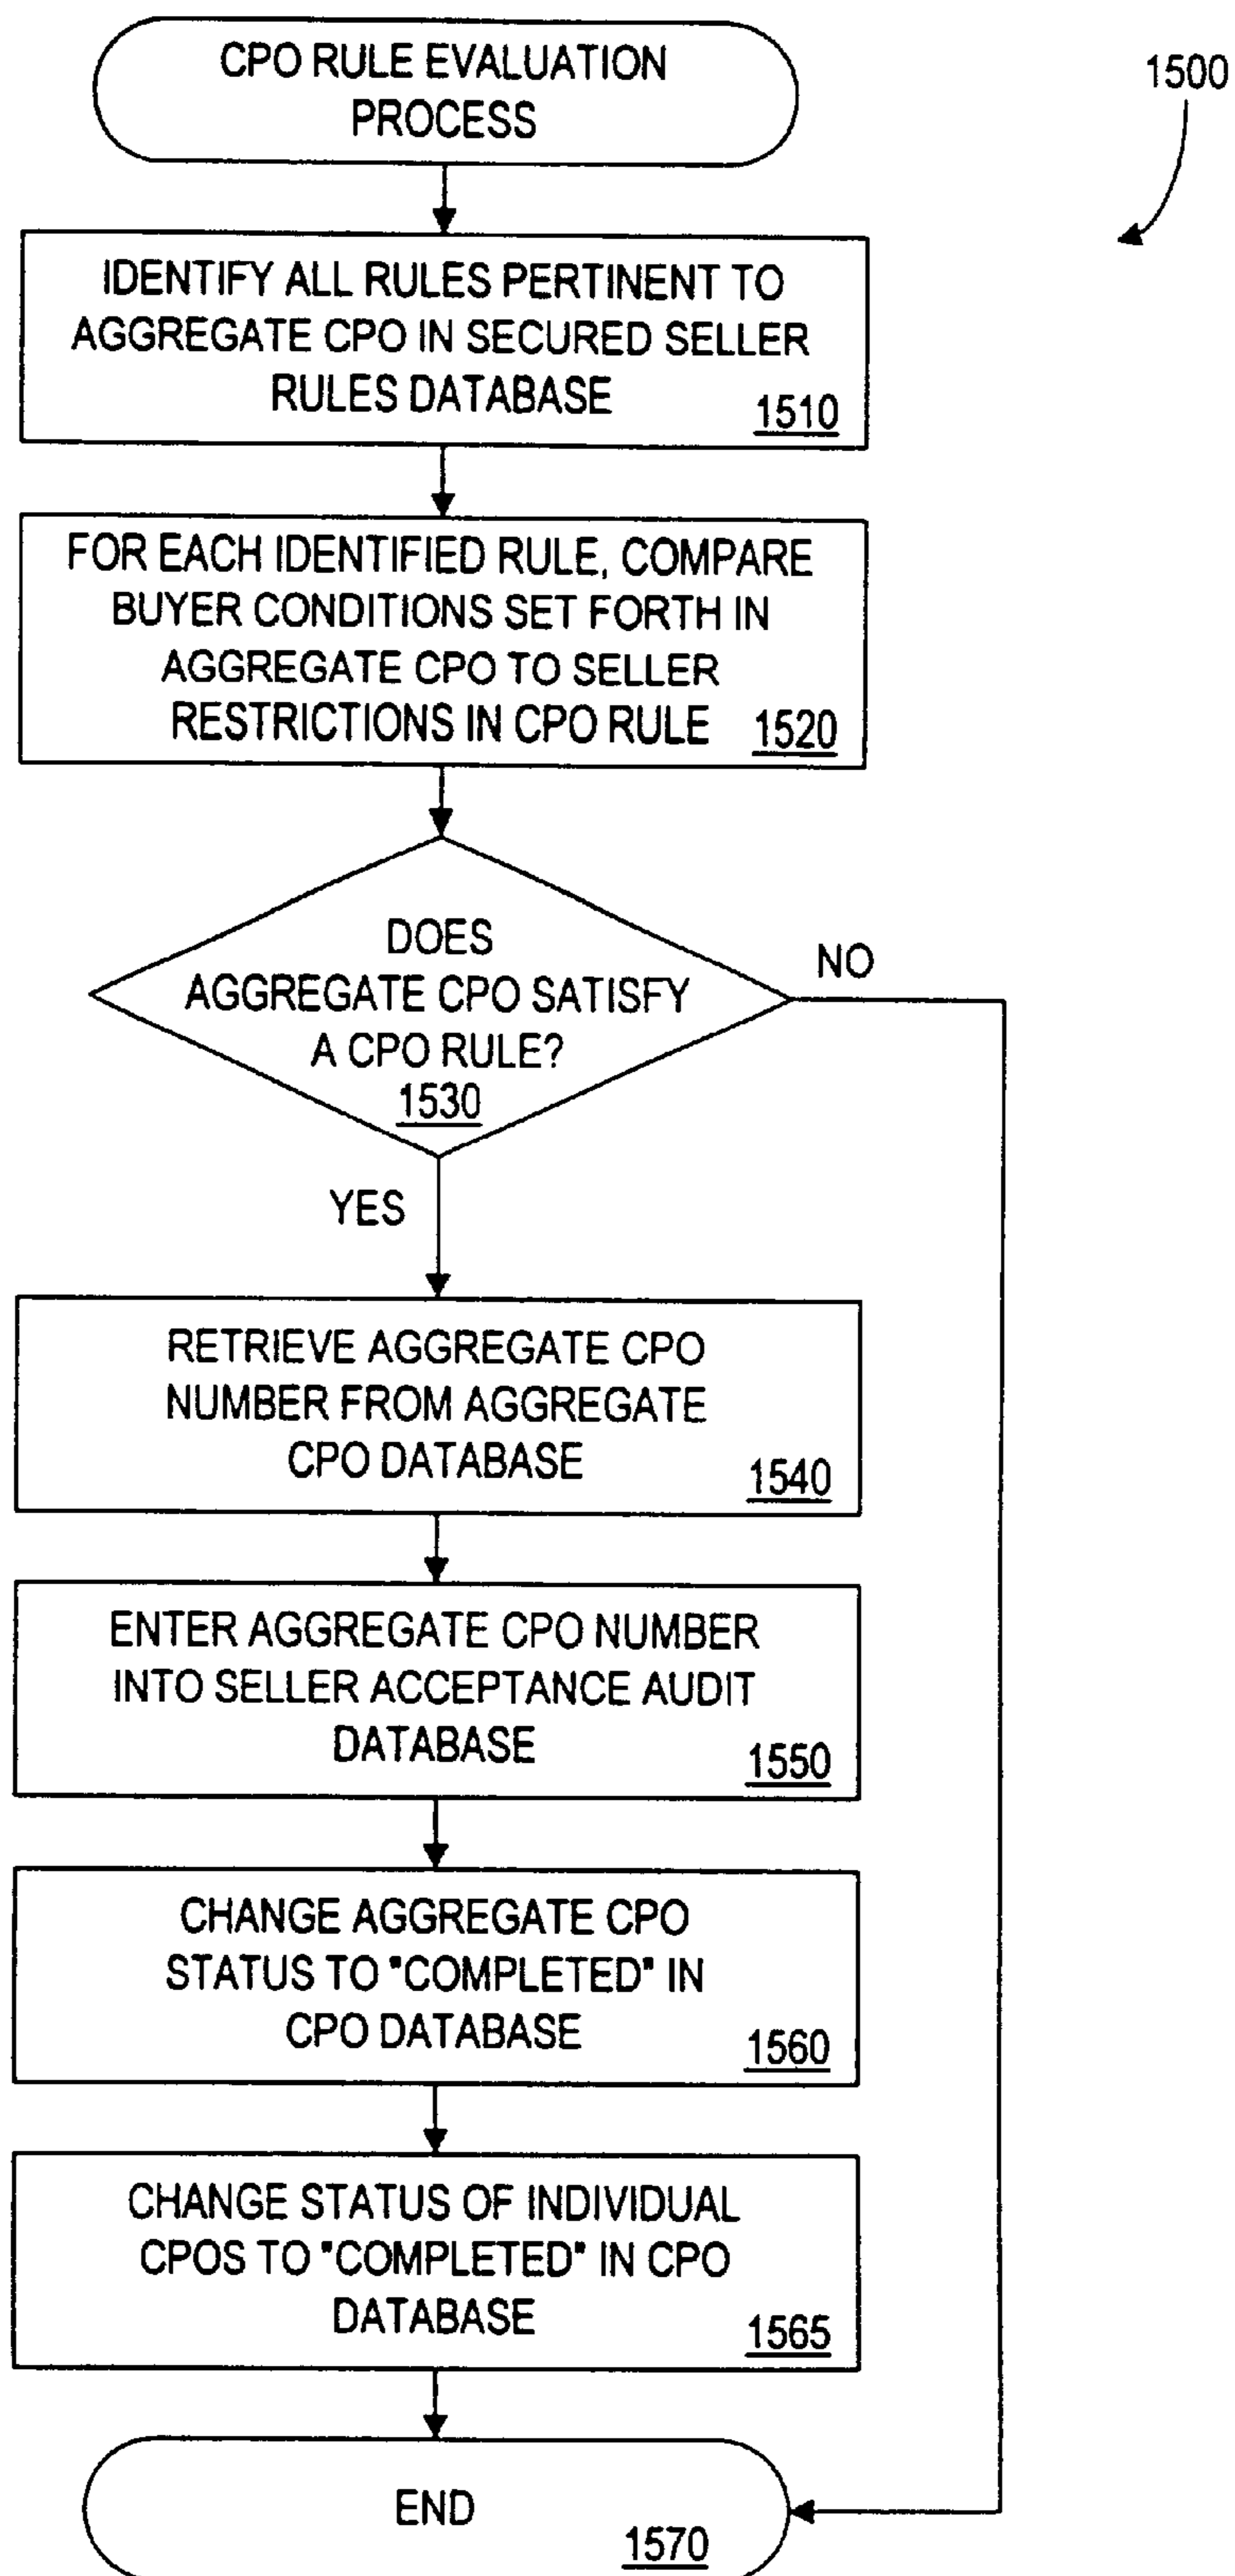 CPO RULE EVALUATION
PROCESS
1500
IDENTIFY ALL RULES PERTINENT TO
AGGREGATE CPO IN SECURED SELLER
RULES DATABASE
1510
FOR EACH IDENTIFIED RULE, COMPARE
BUYER CONDITIONS SET FORTH IN
AGGREGATE CPO TO SELLER
RESTRICTIONS IN CPO RULE
1520
DOES
AGGREGATE CPO SATISFY
A CPO RULE?
1530
NO
YES
RETRIEVE AGGREGATE CPO
NUMBER FROM AGGREGATE
CPO DATABASE
1540
ENTER AGGREGATE CPO NUMBER
INTO SELLER ACCEPTANCE AUDIT
DATABASE
1550
CHANGE AGGREGATE CPO
STATUS TO "COMPLETED" IN
CPO DATABASE
1560
CHANGE STATUS OF INDIVIDUAL
CPOS TO "COMPLETED" IN CPO
DATABASE
1565
END
1570